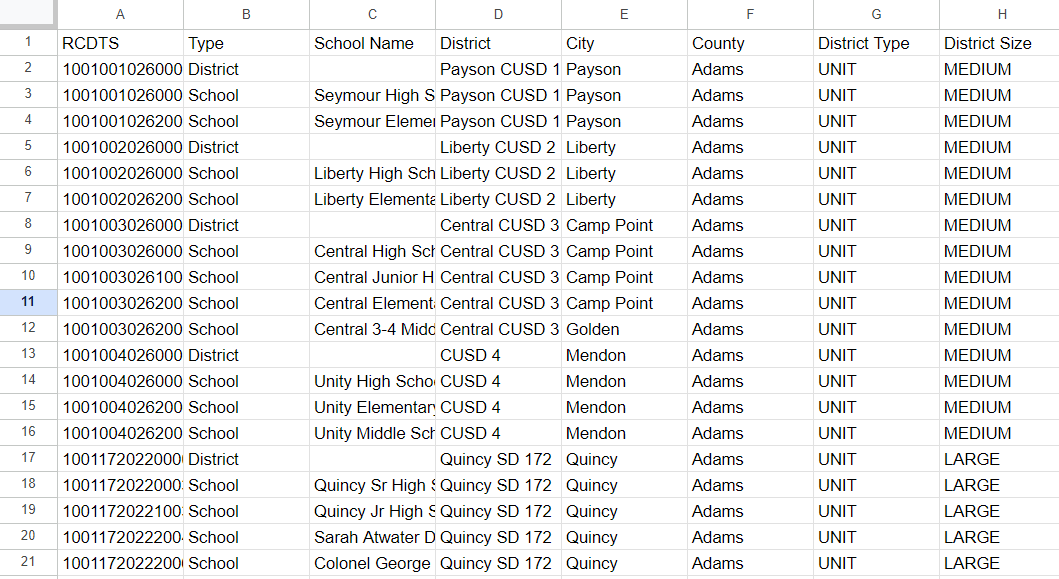 A B C D E F G H
1 RCDTS Type School Name District City County District Type District Size
2 1001001026000 District Payson CUSD 1 Payson Adams UNIT MEDIUM
3 1001001026000 School Seymour High S Payson CUSD 1 Payson Adams UNIT MEDIUM
4 1001001026200 School Seymour Elemer Payson CUSD 1 Payson Adams UNIT MEDIUM
5 1001002026000 District Liberty CUSD 2 Liberty Adams UNIT MEDIUM
6 1001002026000 School Liberty High Sch Liberty CUSD 2 Liberty Adams UNIT MEDIUM
7 1001002026200 School Liberty Elementa Liberty CUSD 2 Liberty Adams UNIT MEDIUM
8 1001003026000 District Central CUSD 3 Camp Point Adams UNIT MEDIUM
9 1001003026000 School Central High Sch Central CUSD 3 Camp Point Adams UNIT MEDIUM
10 1001003026100 School Central Junior H Central CUSD 3 Camp Point Adams UNIT MEDIUM
11 1001003026200 School Central Elementa Central CUSD 3 Camp Point Adams UNIT MEDIUM
12 1001003026200 School Central 3-4 Midd Central CUSD 3 Golden Adams UNIT MEDIUM
13 1001004026000 District CUSD 4 Mendon Adams UNIT MEDIUM
14 1001004026000 School Unity High Schoo CUSD 4 Mendon Adams UNIT MEDIUM
15 1001004026200 School Unity Elementary CUSD 4 Mendon Adams UNIT MEDIUM
16 1001004026200 School Unity Middle Sch CUSD 4 Mendon Adams UNIT MEDIUM
17 1001172022000 District Quincy SD 172 Quincy Adams UNIT LARGE
18 1001172022000 School Quincy Sr High S Quincy SD 172 Quincy Adams UNIT LARGE
19 1001172022100 School Quincy Jr High S Quincy SD 172 Quincy Adams UNIT LARGE
20 1001172022200 School Sarah Atwater D Quincy SD 172 Quincy Adams UNIT LARGE
21 1001172022200 School Colonel George Quincy SD 172 Quincy Adams UNIT LARGE